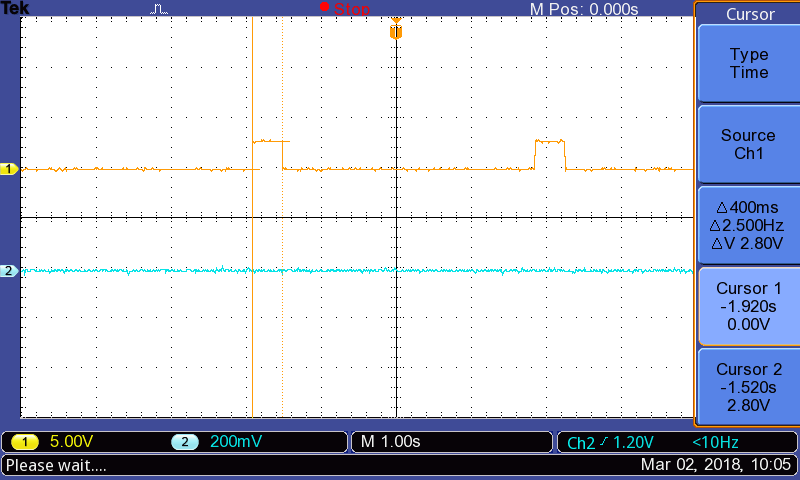 Tek
Stop
M Pos: 0.000s
Cursor
Type
Time
Source
Ch1
△400ms
△2.500Hz
△V 2.80V
Cursor 1
-1.920s
0.00V
Cursor 2
-1.520s
2.80V
1
2
1 5.00V
2 200mV
M 1.00s
Ch2 1.20V
<10Hz
Please wait....
Mar 02, 2018, 10:05